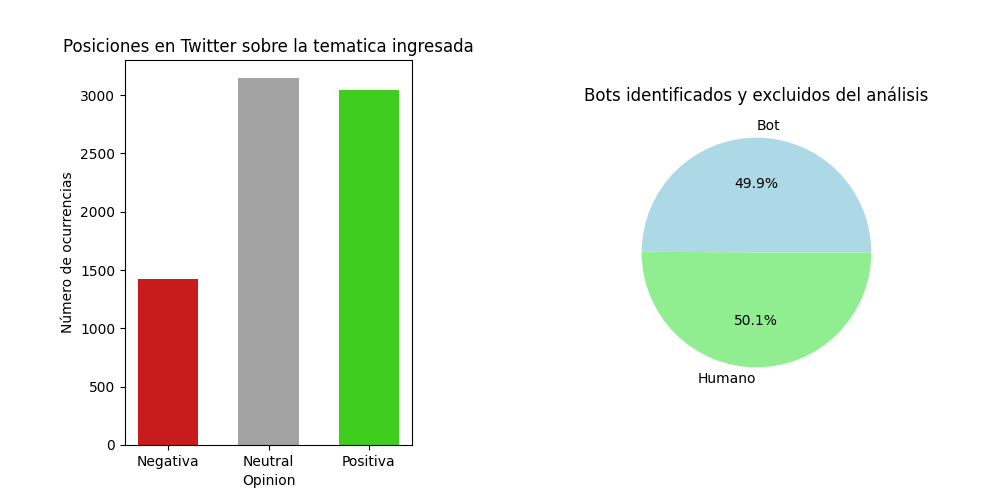 Posiciones en Twitter sobre la tematica ingresada
Número de ocurrencias
3000
2500
2000
1500
1000
500
0
Negativa
Neutral
Positiva
Opinion
Bots identificados y excluidos del análisis
Bot
49.9%
50.1%
Humano